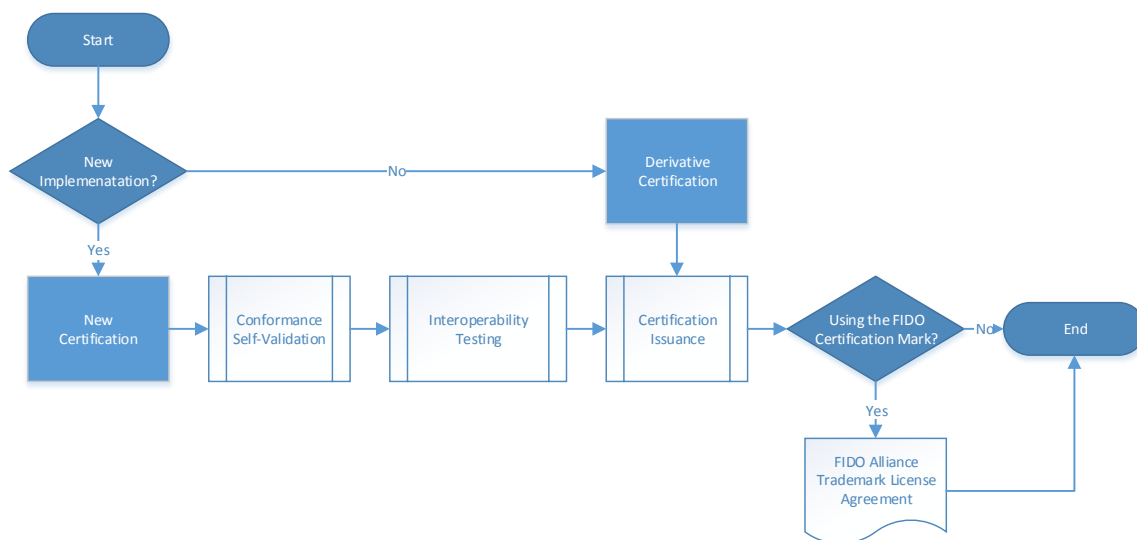 Start
New
Implemenatation?
No
Derivative
Certification
Yes
New
Certification
Conformance
Self-Validation
Interoperability
Testing
Certification
Issuance
Using the FIDO
Certification Mark?
No
End
Yes
FIDO Alliance
Trademark License
Agreement